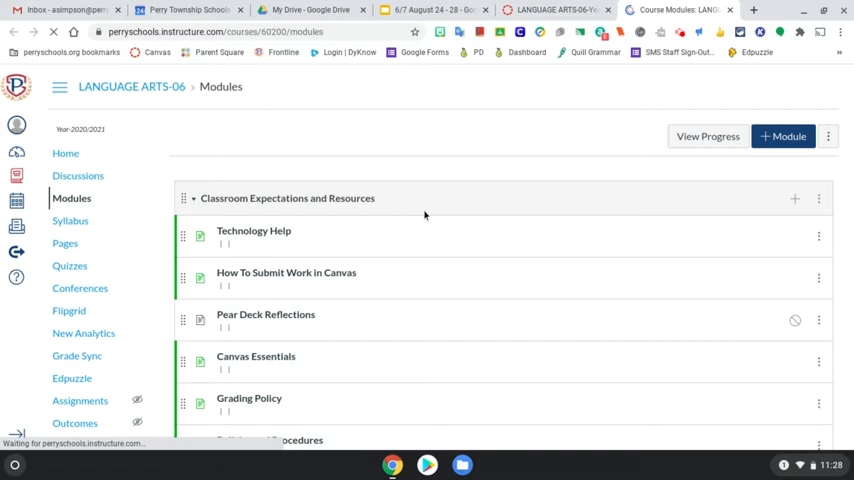 Inbox - asimpson@perry
Perry Township Schools
My Drive - Google Drive
6/7 August 24 - 28 - Goo
LANGUAGE ARTS-06-Yea
Course Modules: LANG
perryschools.instructure.com/courses/60200/modules
perryschools.org bookmarks
Canvas
Parent Square
Frontline
Login | DyKnow
Google Forms
PD
Dashboard
Quill Grammar
SMS Staff Sign-Out...
Edpuzzle
LANGUAGE ARTS-06 > Modules
Year-2020/2021
View Progress
+ Module
Home
Discussions
Modules
Syllabus
Pages
Quizzes
Conferences
Flipgrid
New Analytics
Grade Sync
Edpuzzle
Assignments
Outcomes
Classroom Expectations and Resources
Technology Help
How To Submit Work in Canvas
Pear Deck Reflections
Canvas Essentials
Grading Policy
Waiting for perryschools.instructure.com...
1
11:28